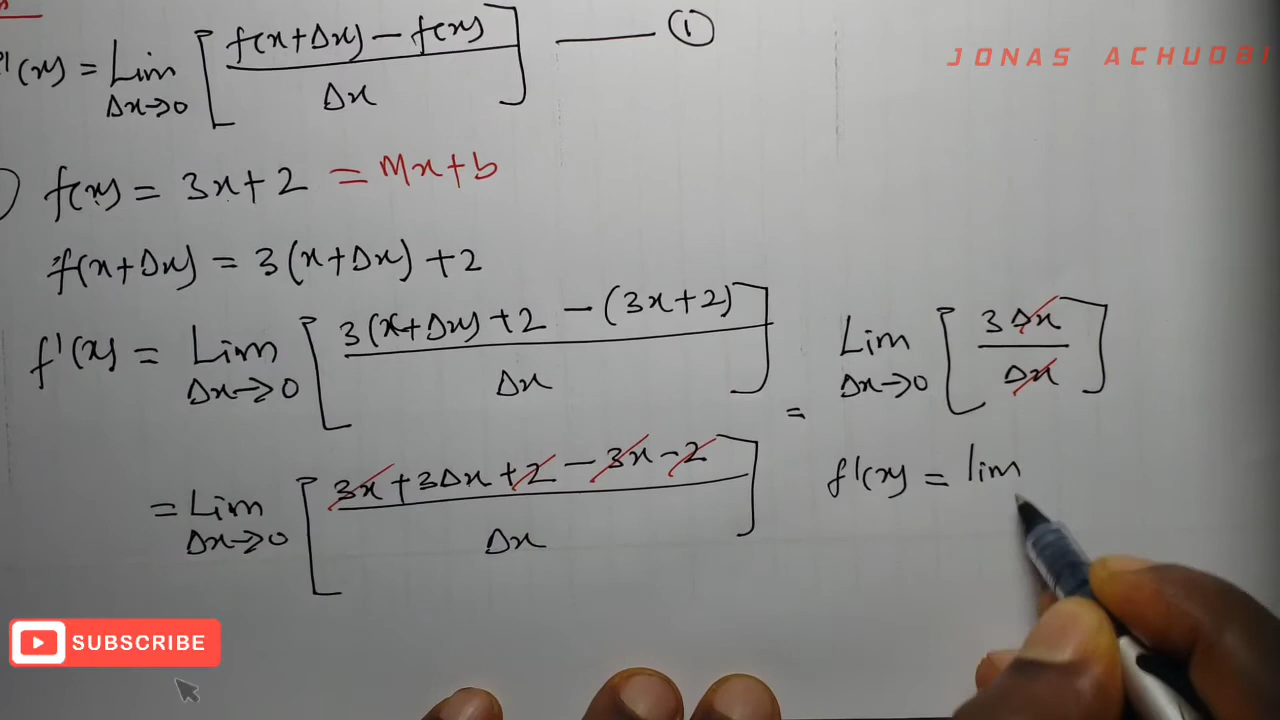 f'(x) = Lim Δx→0 [ f(x+Δx) - f(x) / Δx ] —— ①
JONAS ACHUOBI
) f(x) = 3x+2 = Mx+b
f(x+Δx) = 3(x+Δx)+2
f'(x) = Lim Δx→0 [ 3(x+Δx)+2 - (3x+2) / Δx ]
= Lim Δx→0 [ 3x+3Δx+2 - 3x - 2 / Δx ]
= Lim Δx→0 [ 3Δx / Δx ]
f'(x) = lim
SUBSCRIBE